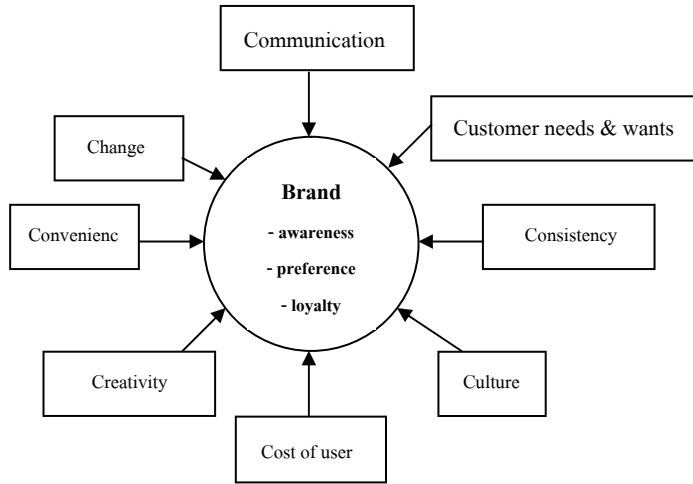 Communication
Customer needs & wants
Change
Brand
- awareness
- preference
- loyalty
Convenienc
Consistency
Creativity
Culture
Cost of user